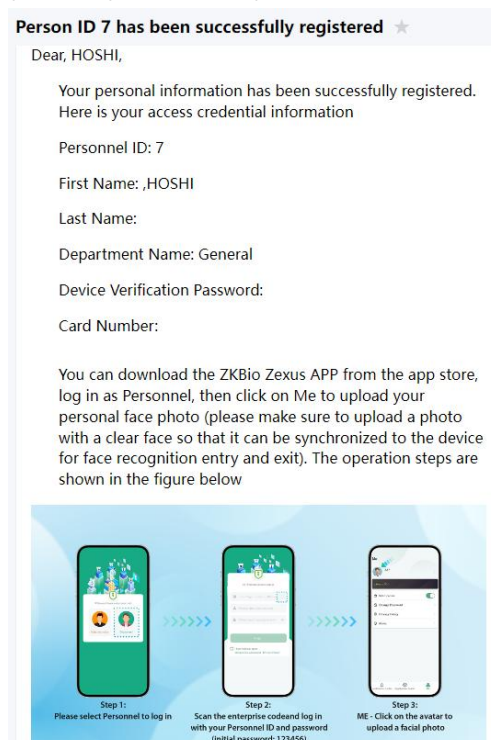 Person ID 7 has been successfully registered
Dear, HOSHI,
Your personal information has been successfully registered.
Here is your access credential information
Personnel ID: 7
First Name: ,HOSHI
Last Name:
Department Name: General
Device Verification Password:
Card Number:
You can download the ZKBio Zexus APP from the app store,
log in as Personnel, then click on Me to upload your
personal face photo (please make sure to upload a photo
with a clear face so that it can be synchronized to the device
for face recognition entry and exit). The operation steps are
shown in the figure below
Me
Step 1:
Please select Personnel to log in
Step 2:
Scan the enterprise codeand log in
with your Personnel ID and password
(initial password: 123456)
Step 3:
ME - Click on the avatar to
upload a facial photo